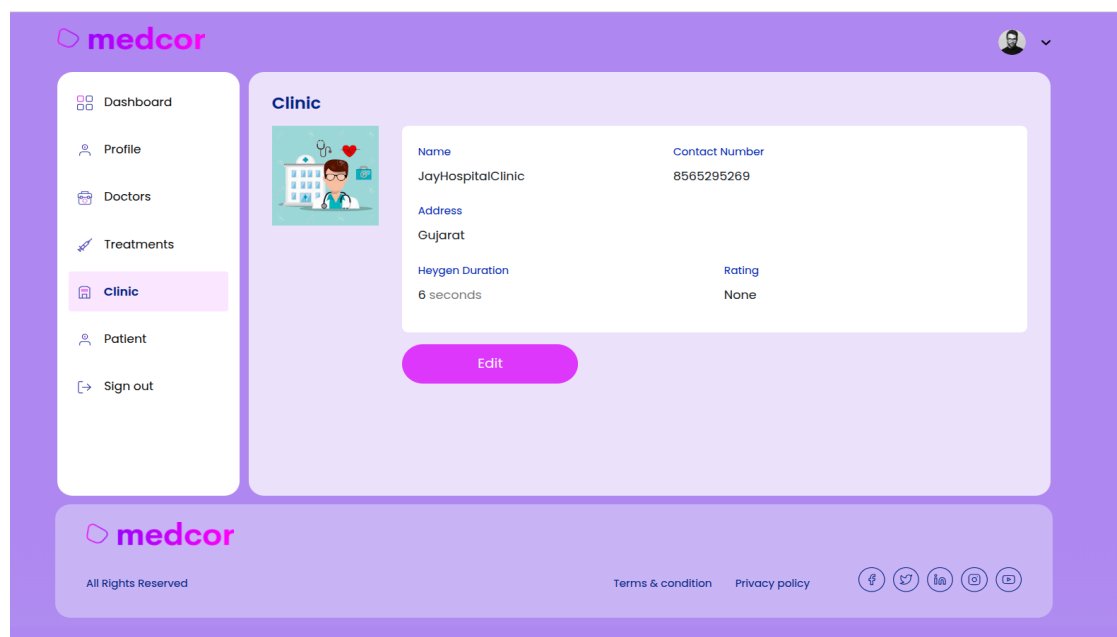 medcor
Dashboard
Profile
Doctors
Treatments
Clinic
Patient
Sign out
Clinic
Name
JayHospitalClinic
Contact Number
8565295269
Address
Gujarat
Heygen Duration
6 seconds
Rating
None
Edit
medcor
All Rights Reserved
Terms & condition Privacy policy